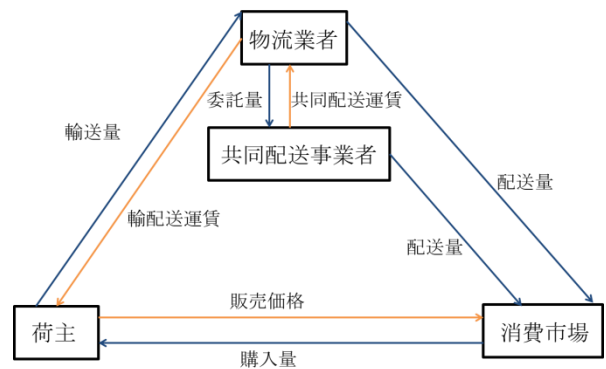 物流業者
委託量
共同配送運賃
輸送量
共同配送事業者
配送量
輸配送運賃
配送量
販売価格
荷主
消費市場
購入量